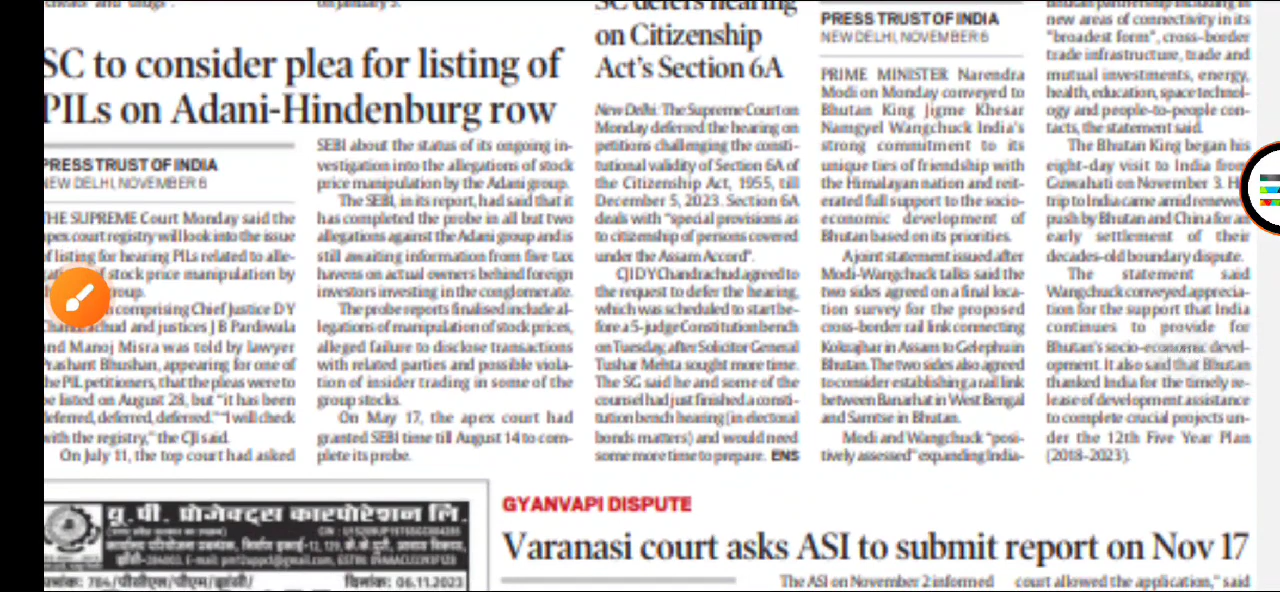 SC to consider plea for listing of
PILs on Adani-Hindenburg row
PRESS TRUST OF INDIA
NEW DELHI, NOVEMBER 6
THE SUPREME Court Monday said the
apex court registry will look into the issue
of listing for hearing PILs related to alle-
of stock price manipulation by
group.
comprising Chief Justice D Y
Chandrachud and justices J B Pardiwala
and Manoj Misra was told by lawyer
Prashant Bhushan, appearing for one of
the PIL petitioners, that the pleas were to
be listed on August 28, but "it has been
deferred, deferred, deferred." "I will check
with the registry," the CJI said.
On July 11, the top court had asked
on January 3.
SEBI about the status of its ongoing in-
vestigation into the allegations of stock
price manipulation by the Adani group.
The SEBI, in its report, had said that it
has completed the probe in all but two
allegations against the Adani group and is
still awaiting information from five tax
havens on actual owners behind foreign
investors investing in the conglomerate.
The probe reports finalised include al-
legations of manipulation of stock prices,
alleged failure to disclose transactions
with related parties and possible viola-
tion of insider trading in some of the
group stocks.
On May 17, the apex court had
granted SEBI time till August 14 to com-
plete its probe.
SC defers hearing
on Citizenship
Act's Section 6A
New Delhi: The Supreme Court on
Monday deferred the hearing on
petitions challenging the consti-
tutional validity of Section 6A of
the Citizenship Act, 1955, till
December 5, 2023. Section 6A
deals with "special provisions as
to citizenship of persons covered
under the Assam Accord".
CJI DY Chandrachud agreed to
the request to defer the hearing,
which was scheduled to start be-
fore a 5-judge Constitution bench
on Tuesday, after Solicitor General
Tushar Mehta sought more time.
The SG said he and some of the
counsel had just finished a consti-
tution bench hearing (in electoral
bonds matters) and would need
some more time to prepare. ENS
PRESS TRUST OF INDIA
NEW DELHI, NOVEMBER 6
PRIME MINISTER Narendra
Modi on Monday conveyed to
Bhutan King Jigme Khesar
Namgyel Wangchuck India's
strong commitment to its
unique ties of friendship with
the Himalayan nation and reit-
erated full support to the socio-
economic development of
Bhutan based on its priorities.
A joint statement issued after
Modi-Wangchuck talks said the
two sides agreed on a final loca-
tion survey for the proposed
cross-border rail link connecting
Kokrajhar in Assam to Gelephu in
Bhutan. The two sides also agreed
to consider establishing a rail link
between Banarhat in West Bengal
and Samtse in Bhutan.
Modi and Wangchuck "posi-
tively assessed" expanding India-
Bhutan partnership including in
new areas of connectivity in its
"broadest form", cross-border
trade infrastructure, trade and
mutual investments, energy,
health, education, space technol-
ogy and people-to-people con-
tacts, the statement said.
The Bhutan King began his
eight-day visit to India from
Guwahati on November 3. His
trip to India came amid renewed
push by Bhutan and China for an
early settlement of their
decades-old boundary dispute.
The statement said
Wangchuck conveyed apprecia-
tion for the support that India
continues to provide for
Bhutan's socio-economic devel-
opment. It also said that Bhutan
thanked India for the timely re-
lease of development assistance
to complete crucial projects un-
der the 12th Five Year Plan
(2018-2023).
यू. पी. प्रोजेक्ट्स कारपोरेशन लि.
दिनांक: 06.11.2023
GYANVAPI DISPUTE
Varanasi court asks ASI to submit report on Nov 17
The ASI on November 2 informed
court allowed the application," said